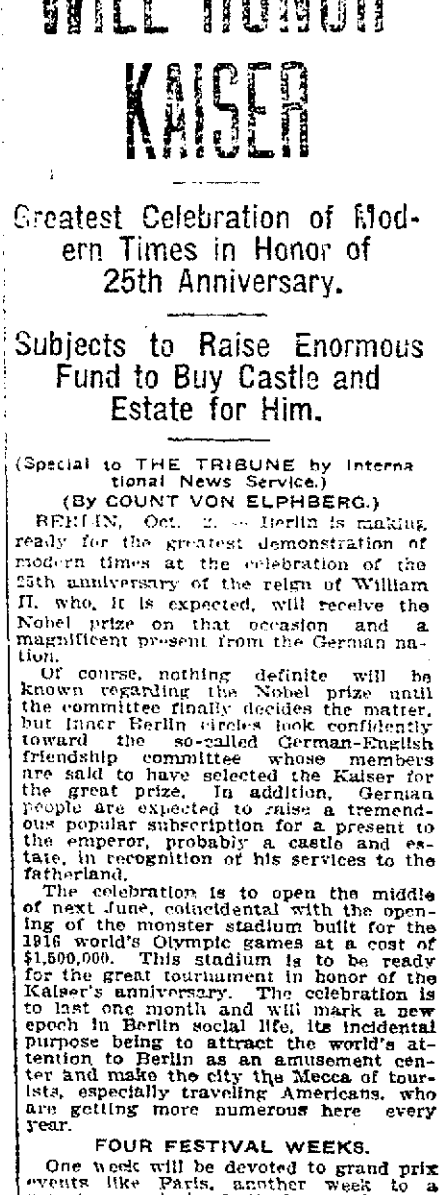 WILL HONOR
KAISER
Greatest Celebration of Mod-
ern Times in Honor of
25th Anniversary.
Subjects to Raise Enormous
Fund to Buy Castle and
Estate for Him.
(Special to THE TRIBUNE by Interna
tional News Service.)
(By COUNT VON ELPHBERG.)
BERLIN, Oct. 2. — Berlin is making
ready for the greatest demonstration of
modern times at the celebration of the
25th anniversary of the reign of William
II. who, it is expected, will receive the
Nobel prize on that occasion and a
magnificent present from the German na-
tion.
Of course, nothing definite will be
known regarding the Nobel prize until
the committee finally decides the matter,
but inner Berlin circles look confidently
toward the so-called German-English
friendship committee whose members
are said to have selected the Kaiser for
the great prize. In addition, German
people are expected to raise a tremend-
ous popular subscription for a present to
the emperor, probably a castle and es-
tate, in recognition of his services to the
fatherland.
The celebration is to open the middle
of next June, coincidental with the open-
ing of the monster stadium built for the
1916 world's Olympic games at a cost of
$1,500,000. This stadium is to be ready
for the great tournament in honor of the
Kaiser's anniversary. The celebration is
to last one month and will mark a new
epoch in Berlin social life, its incidental
purpose being to attract the world's at-
tention to Berlin as an amusement cen-
ter and make the city the Mecca of tour-
ists, especially traveling Americans, who
are getting more numerous here every
year.
FOUR FESTIVAL WEEKS.
One week will be devoted to grand prix
events like Paris, another week to a